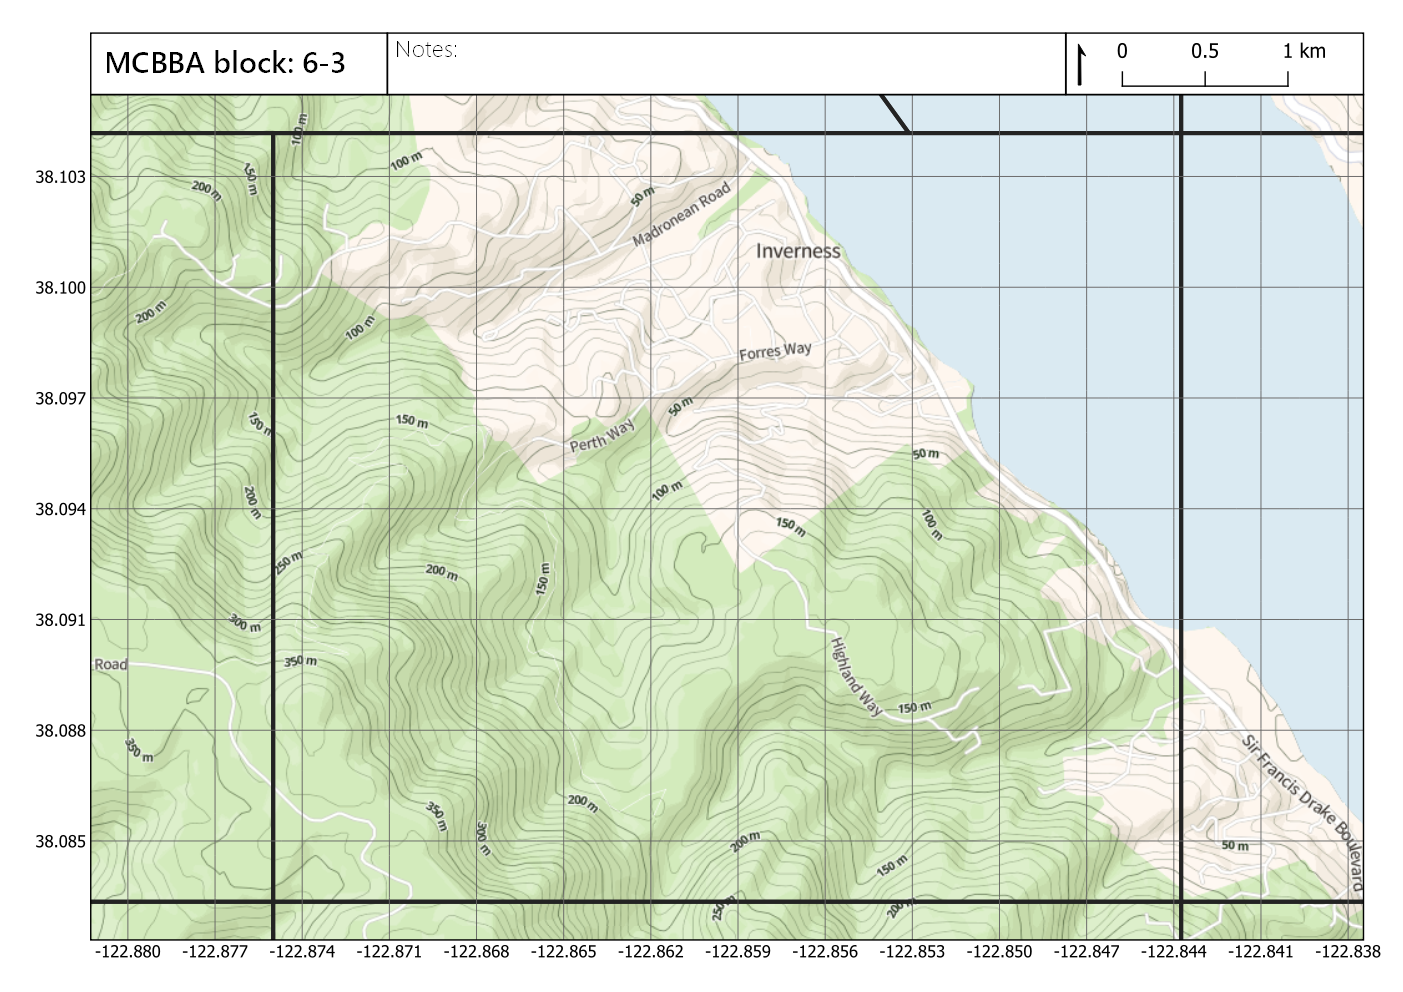 MCBBA block: 6-3
Notes:
0 0.5 1 km
100 m
38.103
200 m
150 m
100 m
50 m
Madronean Road
Inverness
38.100
200 m
100 m
Forres Way
38.097
150 m
150 m
50 m
Perth Way
50 m
38.094
200 m
100 m
150 m
100 m
250 m
200 m
150 m
38.091
300 m
Road
350 m
Highland Way
150 m
38.088
350 m
Sir Francis Drake Boulevard
350 m
300 m
200 m
38.085
200 m
150 m
50 m
250 m
200 m
-122.880 -122.877 -122.874 -122.871 -122.868 -122.865 -122.862 -122.859 -122.856 -122.853 -122.850 -122.847 -122.844 -122.841 -122.838